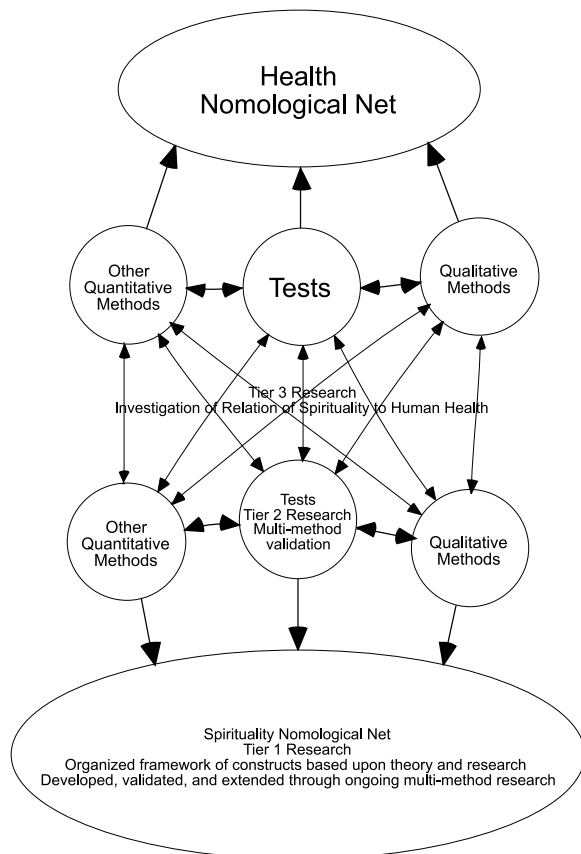 Health
Nomological Net
Other
Quantitative
Methods
Tests
Qualitative
Methods
Tier 3 Research
Investigation of Relation of Spirituality to Human Health
Other
Quantitative
Methods
Tests
Tier 2 Research
Multi-method
validation
Qualitative
Methods
Spirituality Nomological Net
Tier 1 Research
Organized framework of constructs based upon theory and research
Developed, validated, and extended through ongoing multi-method research